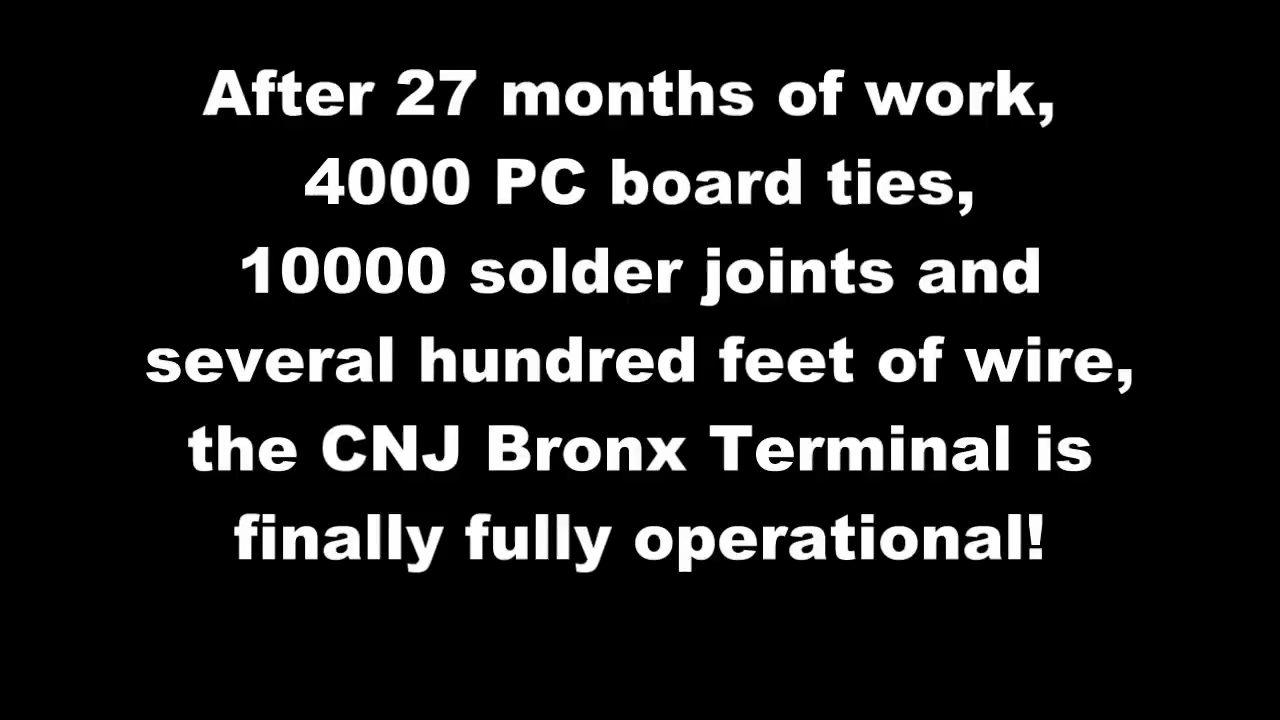 After 27 months of work,
4000 PC board ties,
10000 solder joints and
several hundred feet of wire,
the CNJ Bronx Terminal is
finally fully operational!